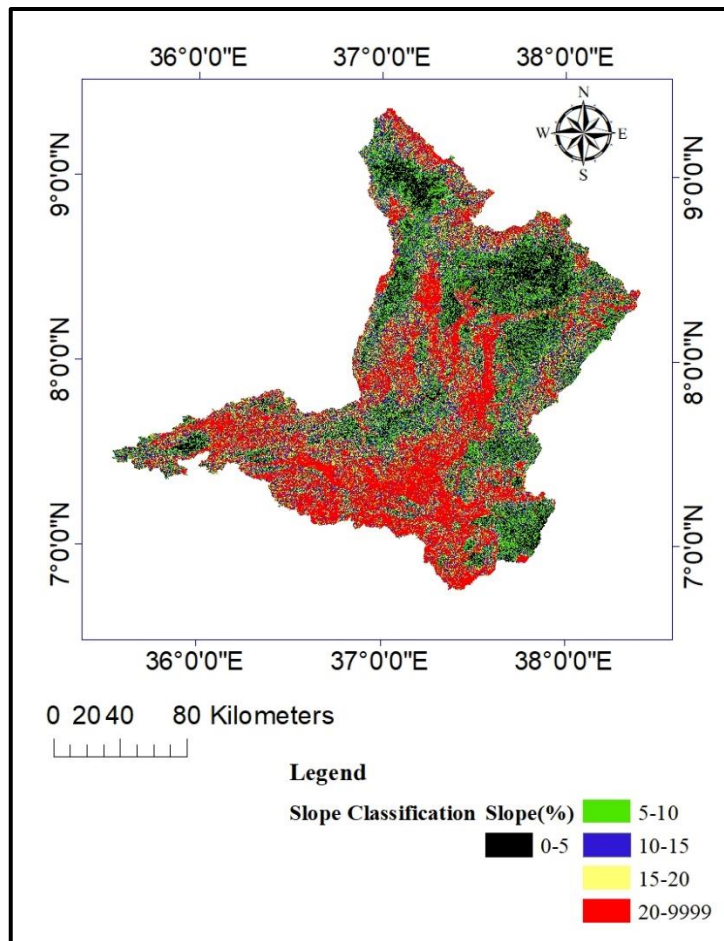 36°0'0"E 37°0'0"E 38°0'0"E
N
W E
S
9°0'0"N 9°0'0"N
8°0'0"N 8°0'0"N
7°0'0"N 7°0'0"N
36°0'0"E 37°0'0"E 38°0'0"E
0 20 40 80 Kilometers
Legend
Slope Classification Slope(%)
0-5
5-10
10-15
15-20
20-9999